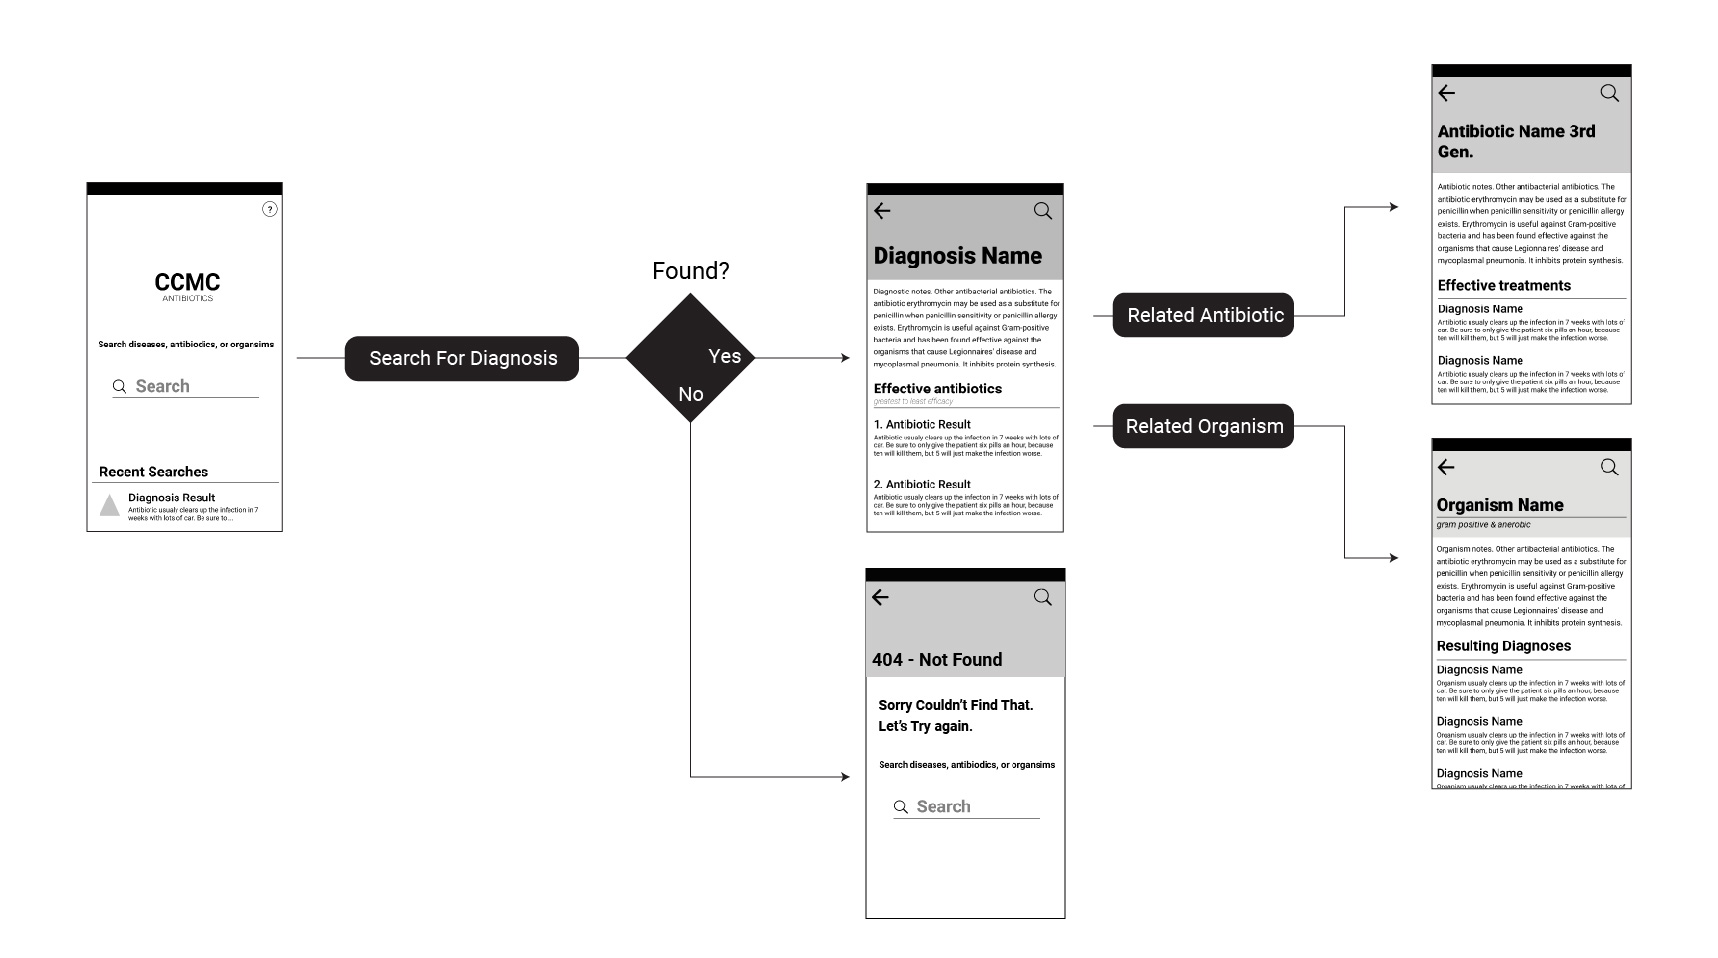 ?
CCMC
ANTIBIOTICS
Search diseases, antibiodics, or organsims
Search
Recent Searches
Diagnosis Result
Antibiotic usualy clears up the infection in 7
weeks with lots of car. Be sure to...
Search For Diagnosis
Found?
Yes
No
Diagnosis Name
Diagnostic notes. Other antibacterial antibiotics. The
antibiotic erythromycin may be used as a substitute for
penicillin when penicillin sensitivity or penicillin allergy
exists. Erythromycin is useful against Gram-positive
bacteria and has been found effective against the
organisms that cause Legionnaires' disease and
mycoplasmal pneumonia. It inhibits protein synthesis.
Effective antibiotics
greatest to least efficacy
1. Antibiotic Result
Antibiotic usualy clears up the infection in 7 weeks with lots of
car. Be sure to only give the patient six pills an hour, because
ten will kill them, but 5 will just make the infection worse.
2. Antibiotic Result
Antibiotic usualy clears up the infection in 7 weeks with lots of
car. Be sure to only give the patient six pills an hour, because
ten will kill them, but 5 will just make the infection worse.
404 - Not Found
Sorry Couldn't Find That.
Let's Try again.
Search diseases, antibiodics, or organsims
Search
Related Antibiotic
Related Organism
Antibiotic Name 3rd
Gen.
Antibiotic notes. Other antibacterial antibiotics. The
antibiotic erythromycin may be used as a substitute for
penicillin when penicillin sensitivity or penicillin allergy
exists. Erythromycin is useful against Gram-positive
bacteria and has been found effective against the
organisms that cause Legionnaires' disease and
mycoplasmal pneumonia. It inhibits protein synthesis.
Effective treatments
Diagnosis Name
Antibiotic usualy clears up the infection in 7 weeks with lots of
car. Be sure to only give the patient six pills an hour, because
ten will kill them, but 5 will just make the infection worse.
Diagnosis Name
Antibiotic usualy clears up the infection in 7 weeks with lots of
car. Be sure to only give the patient six pills an hour, because
ten will kill them, but 5 will just make the infection worse.
Organism Name
gram positive & anerobic
Organism notes. Other antibacterial antibiotics. The
antibiotic erythromycin may be used as a substitute for
penicillin when penicillin sensitivity or penicillin allergy
exists. Erythromycin is useful against Gram-positive
bacteria and has been found effective against the
organisms that cause Legionnaires' disease and
mycoplasmal pneumonia. It inhibits protein synthesis.
Resulting Diagnoses
Diagnosis Name
Organism usualy clears up the infection in 7 weeks with lots of
car. Be sure to only give the patient six pills an hour, because
ten will kill them, but 5 will just make the infection worse.
Diagnosis Name
Organism usualy clears up the infection in 7 weeks with lots of
car. Be sure to only give the patient six pills an hour, because
ten will kill them, but 5 will just make the infection worse.
Diagnosis Name
Organism usualy clears up the infection in 7 weeks with lots of